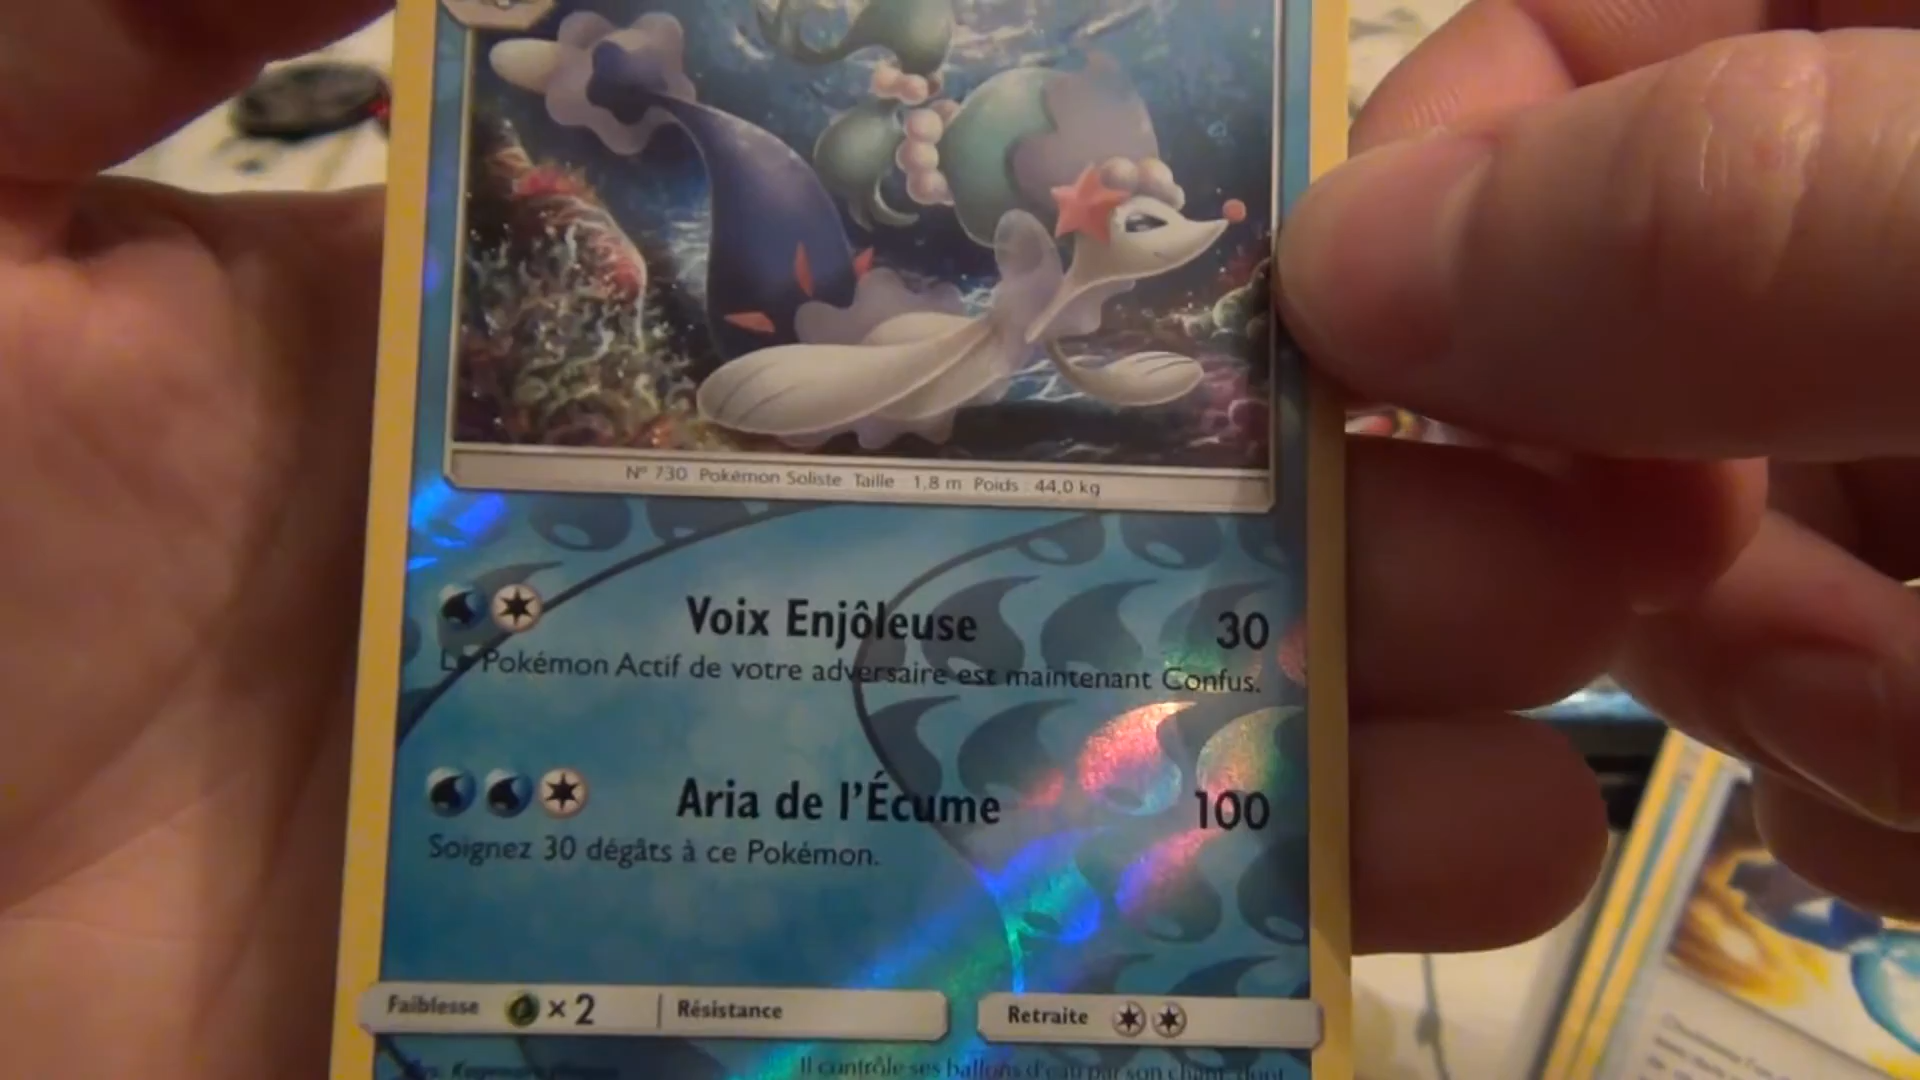 N° 730 Pokémon Soliste Taille : 1,8 m Poids : 44,0 kg
Voix Enjôleuse 30
Le Pokémon Actif de votre adversaire est maintenant Confus.
Aria de l'Écume 100
Soignez 30 dégâts à ce Pokémon.
Faiblesse ×2 Résistance Retraite
Il contrôle ses ballons d'eau par son chant, dont